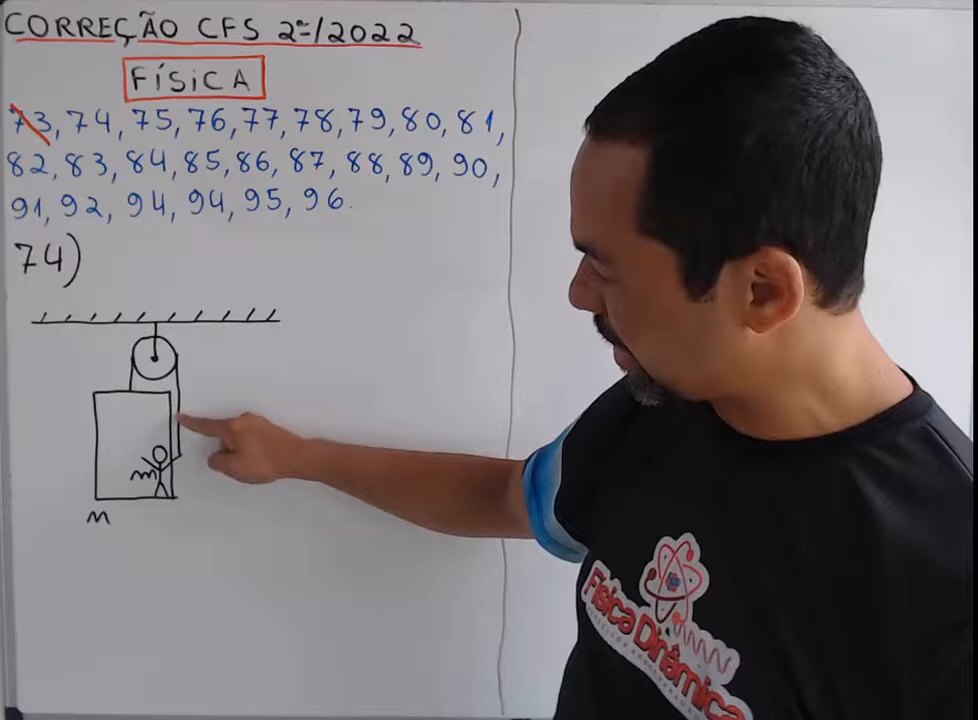 CORREÇÃO CFS 2º/2022
FÍSICA
73, 74, 75, 76, 77, 78, 79, 80, 81,
82, 83, 84, 85, 86, 87, 88, 89, 90,
91, 92, 94, 94, 95, 96.
74)
m
M
Física Dinâmica